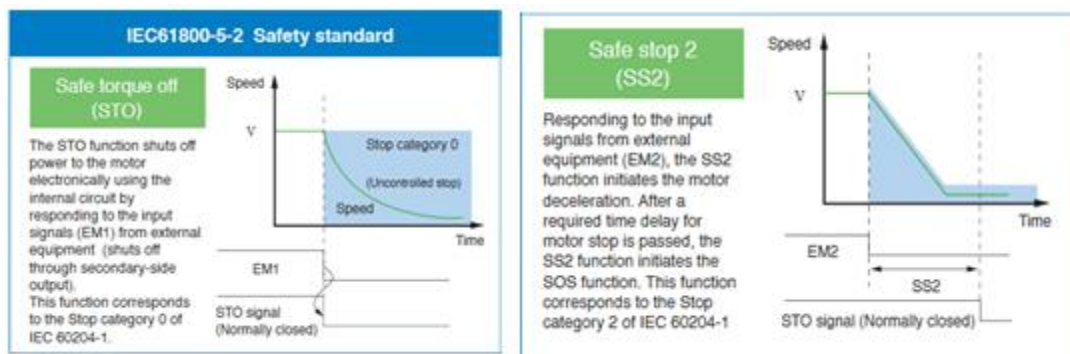 IEC61800-5-2 Safety standard
Safe torque off
(STO)
The STO function shuts off
power to the motor
electronically using the
internal circuit by
responding to the input
signals (EM1) from external
equipment (shuts off
through secondary-side
output).
This function corresponds
to the Stop category 0 of
IEC 60204-1.
Speed
V
Stop category 0
(Uncontrolled stop)
Speed
Time
EM1
STO signal
(Normally closed)
Safe stop 2
(SS2)
Responding to the input
signals from external
equipment (EM2), the SS2
function initiates the motor
deceleration. After a
required time delay for
motor stop is passed, the
SS2 function initiates the
SOS function. This function
corresponds to the Stop
category 2 of IEC 60204-1
Speed
V
Time
EM2
SS2
STO signal (Normally closed)